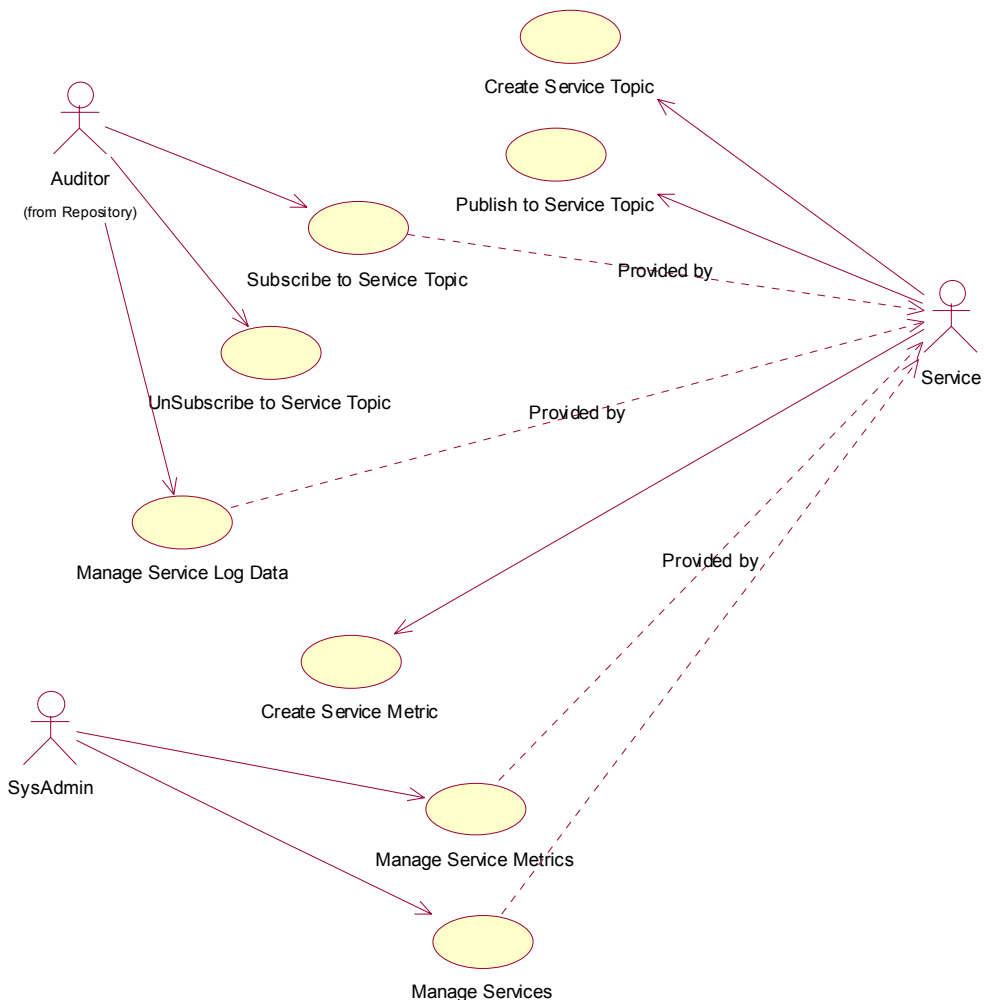 Create Service Topic
Auditor
(from Repository)
Publish to Service Topic
Subscribe to Service Topic
Provided by
Service
UnSubscribe to Service Topic
Provided by
Provided by
Manage Service Log Data
Create Service Metric
SysAdmin
Manage Service Metrics
Manage Services